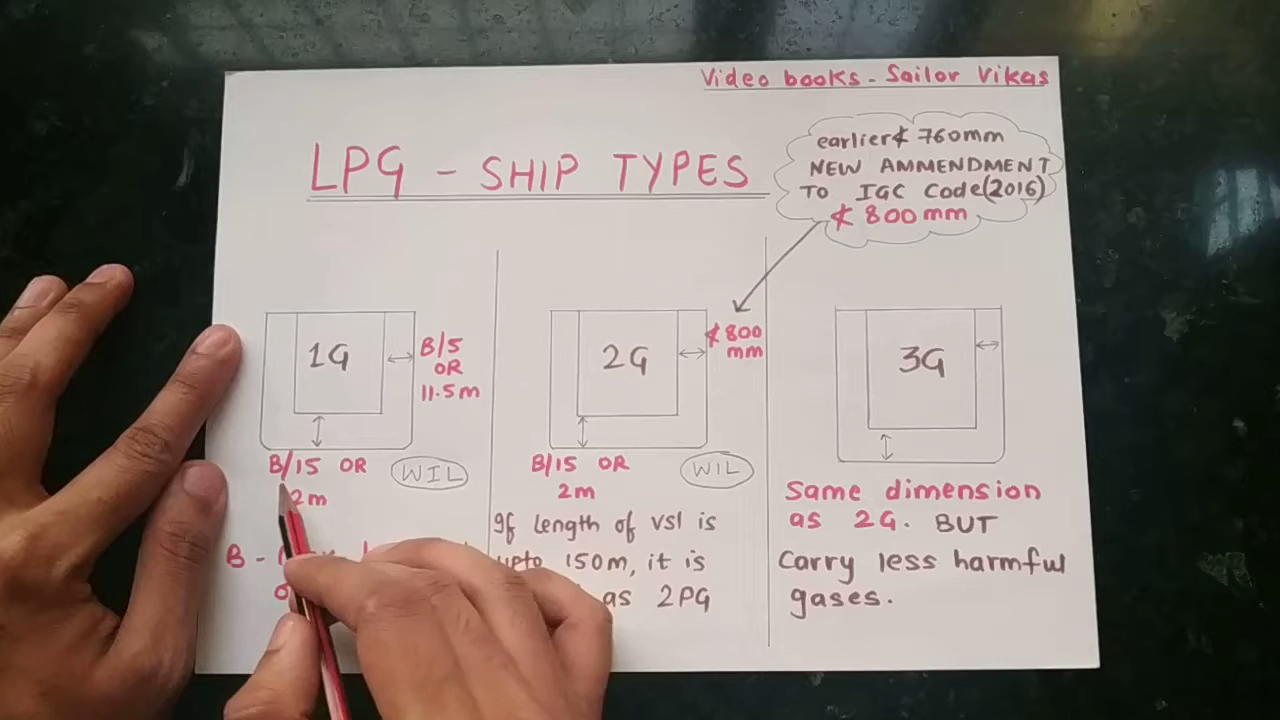 Video books - Sailor Vikas
LPG - SHIP TYPES
earlier ≮ 760mm
NEW AMMENDMENT
TO IGC Code(2016)
≮ 800mm
1G
B/5
OR
11.5m
B/15 OR
2m
WIL
B -
2G
≮ 800
mm
B/15 OR
2m
WIL
If length of vsl is
upto 150m, it is
as 2PG
3G
Same dimension
as 2G. BUT
Carry less harmful
gases.